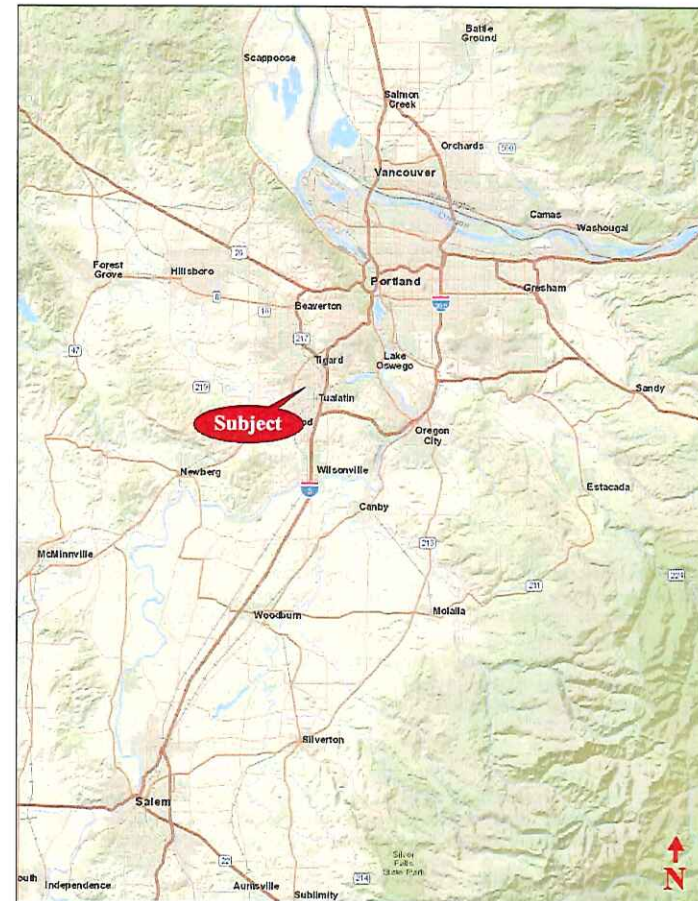 Battle
Ground
Scappoose
Salmon
Creek
Orchards
500
Vancouver
Camas
Washougal
26
Forest
Grove
Hillsboro
8
Portland
Gresham
Beaverton
10
205
217
47
Tigard
Lake
Oswego
219
Tualatin
Sandy
Subject
od
Oregon
City
Wilsonville
Newberg
5
Estacada
Canby
McMinnville
213
211
224
Woodburn
Molalla
Silverton
Salem
22
Silver
Falls
State Park
214
outh
Independence
Aumsville
Sublimity
N